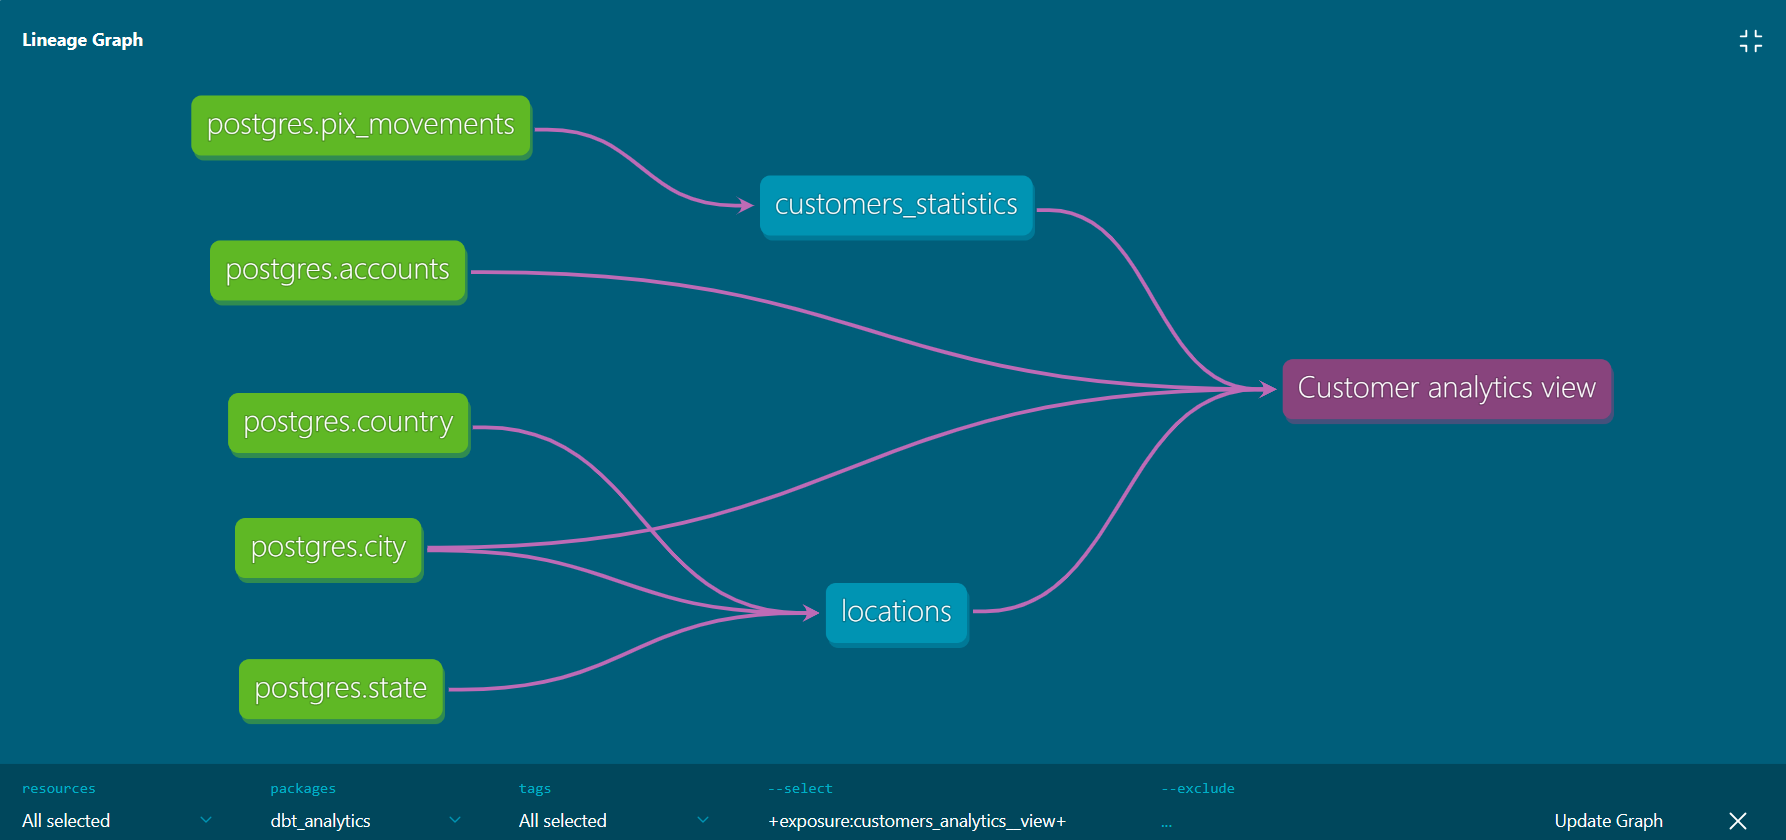 Lineage Graph
postgres.pix_movements
customers_statistics
postgres.accounts
Customer analytics view
postgres.country
postgres.city
locations
postgres.state
resources
packages
tags
--select
--exclude
All selected
dbt_analytics
All selected
+exposure:customers_analytics__view+
...
Update Graph